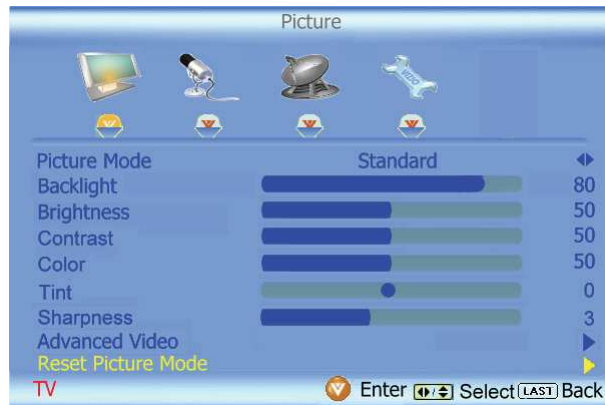 Picture
VIZIO
Picture Mode Standard
Backlight 80
Brightness 50
Contrast 50
Color 50
Tint 0
Sharpness 3
Advanced Video
Reset Picture Mode
TV V Enter Select LAST Back